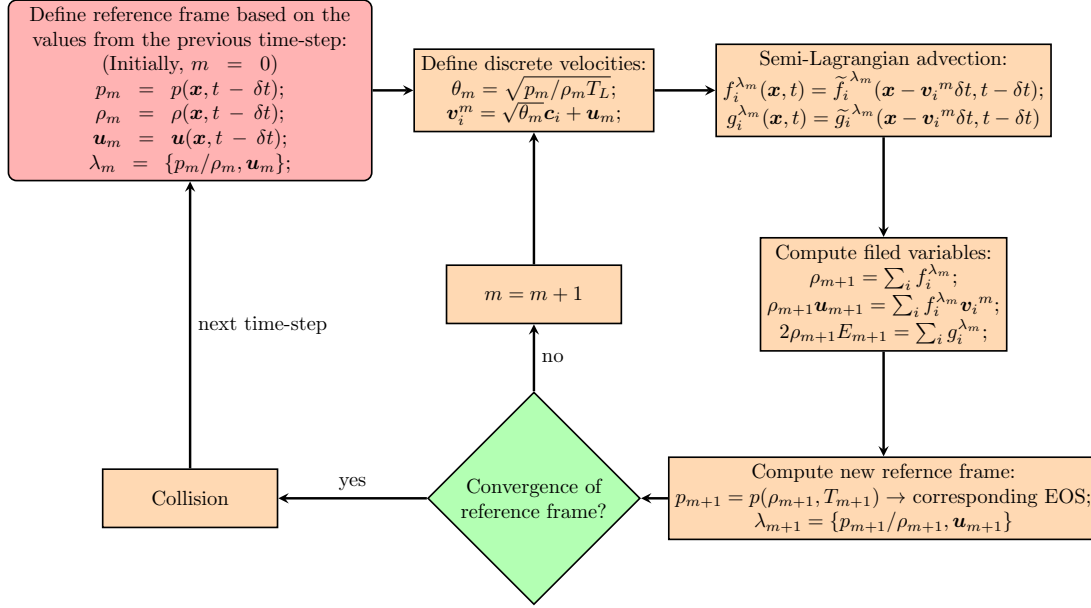 Define reference frame based on the
values from the previous time-step:
(Initially, m = 0)
p_m = p(x, t − δt);
ρ_m = ρ(x, t − δt);
u_m = u(x, t − δt);
λ_m = {p_m/ρ_m, u_m};
Define discrete velocities:
θ_m = √(p_m/ρ_m T_L);
v_i^m = √θ_m c_i + u_m;
Semi-Lagrangian advection:
f_i^{λ_m}(x, t) = f̃_i^{λ_m}(x − v_i^m δt, t − δt);
g_i^{λ_m}(x, t) = g̃_i^{λ_m}(x − v_i^m δt, t − δt)
Compute filed variables:
ρ_{m+1} = ∑_i f_i^{λ_m};
ρ_{m+1} u_{m+1} = ∑_i f_i^{λ_m} v_i^m;
2ρ_{m+1} E_{m+1} = ∑_i g_i^{λ_m};
Compute new refernce frame:
p_{m+1} = p(ρ_{m+1}, T_{m+1}) → corresponding EOS;
λ_{m+1} = {p_{m+1}/ρ_{m+1}, u_{m+1}}
Convergence of
reference frame?
no
m = m + 1
yes
Collision
next time-step